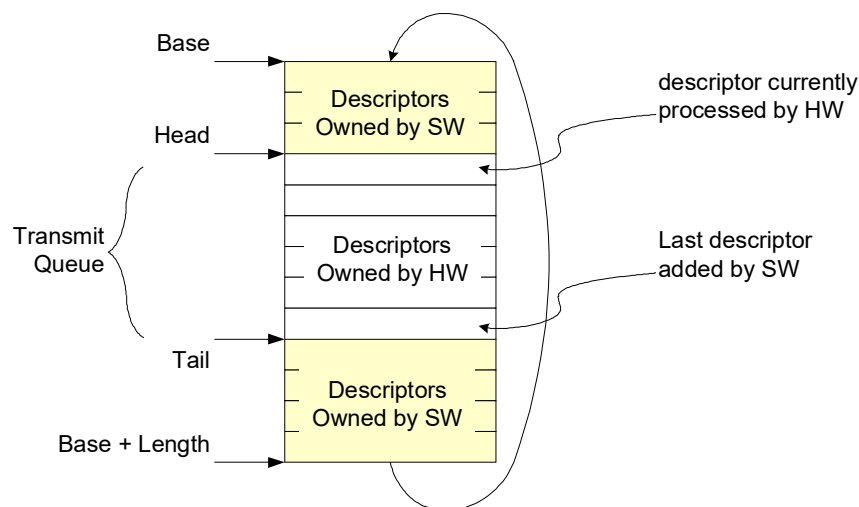 Base
Descriptors
Owned by SW
descriptor currently
processed by HW
Head
Transmit
Queue
Descriptors
Owned by HW
Last descriptor
added by SW
Tail
Descriptors
Owned by SW
Base + Length